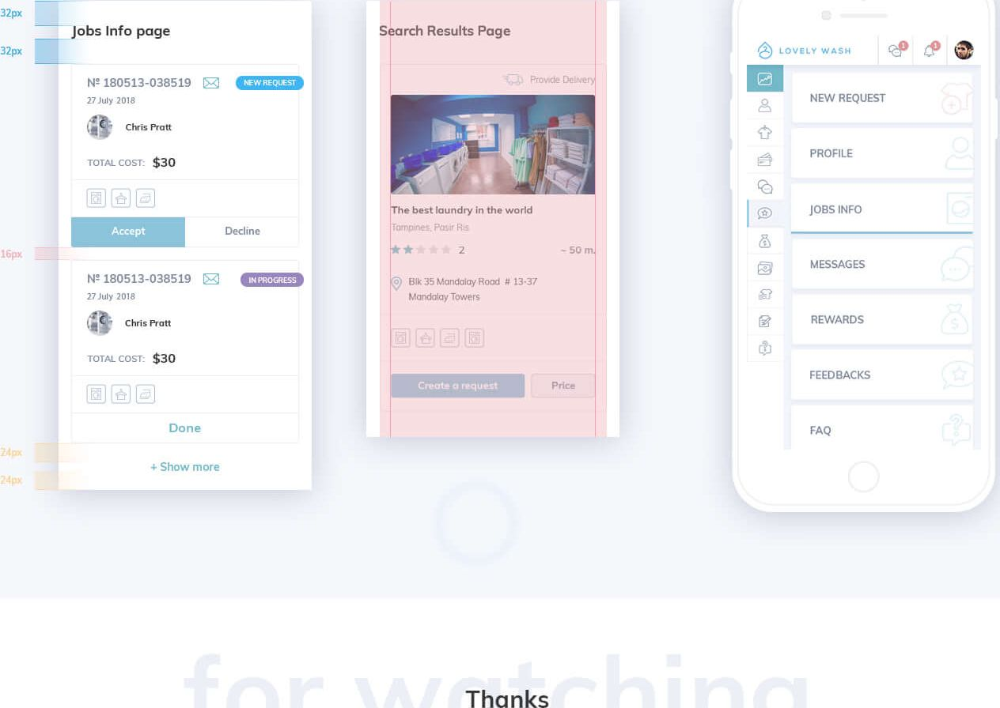 32px
Jobs Info page
32px
№ 180513-038519
NEW REQUEST
27 July 2018
Chris Pratt
TOTAL COST: $30
Accept
Decline
16px
№ 180513-038519
IN PROGRESS
27 July 2018
Chris Pratt
TOTAL COST: $30
Done
24px
+ Show more
24px
Search Results Page
Provide Delivery
The best laundry in the world
Tampines, Pasir Ris
2
~ 50 m.
Blk 35 Mandalay Road # 13-37
Mandalay Towers
Create a request
Price
LOVELY WASH
1
1
NEW REQUEST
PROFILE
JOBS INFO
MESSAGES
REWARDS
FEEDBACKS
FAQ
for watching
Thanks